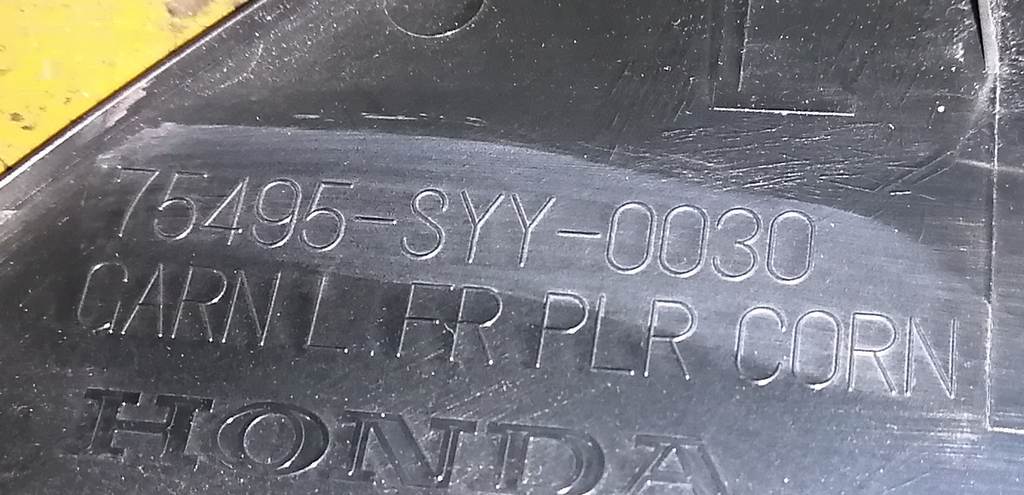 75495-SYY-0030
GARN L FR PLR CORN
HONDA